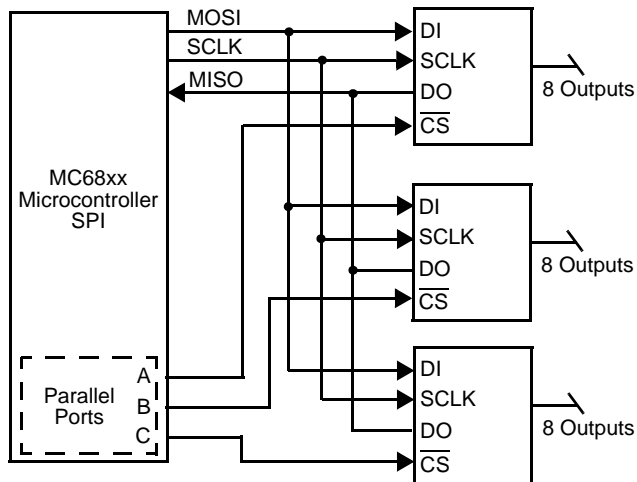 MOSI
SCLK
MISO
MC68xx
Microcontroller
SPI
Parallel
Ports
A
B
C
DI
SCLK
DO
CS
8 Outputs
DI
SCLK
DO
CS
8 Outputs
DI
SCLK
DO
CS
8 Outputs